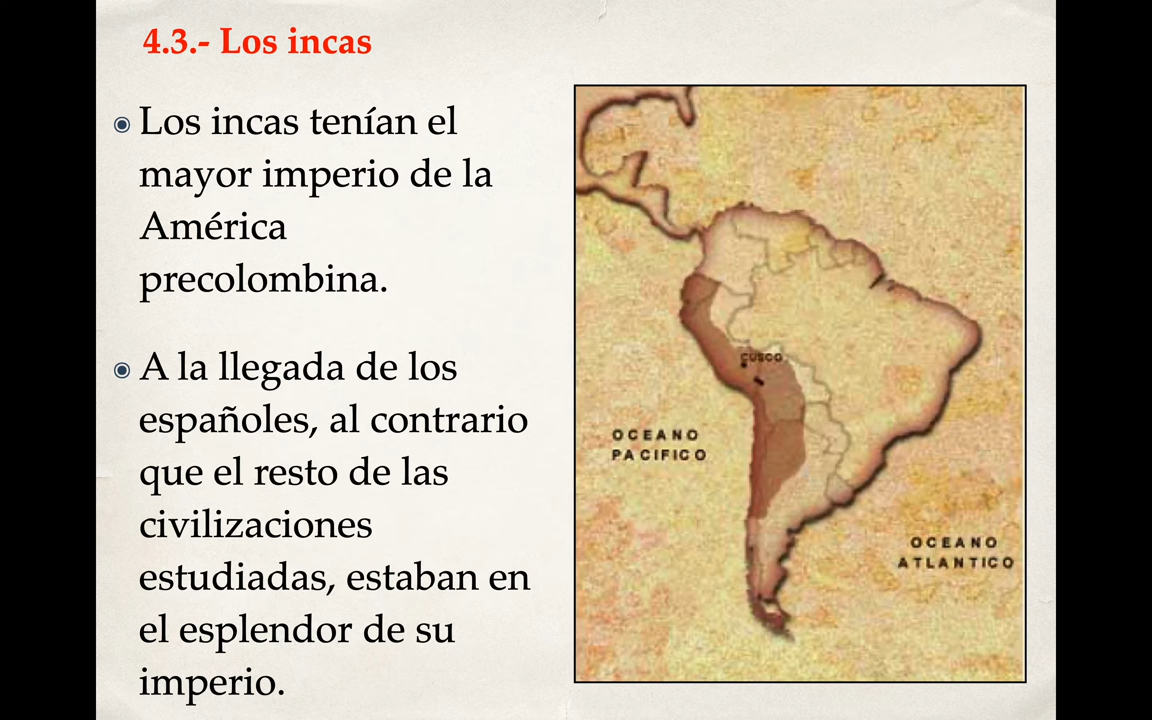 4.3.- Los incas
Los incas tenían el
mayor imperio de la
América
precolombina.
A la llegada de los
españoles, al contrario
que el resto de las
civilizaciones
estudiadas, estaban en
el esplendor de su
imperio.
CUSCO
OCEANO
PACIFICO
OCEANO
ATLANTICO